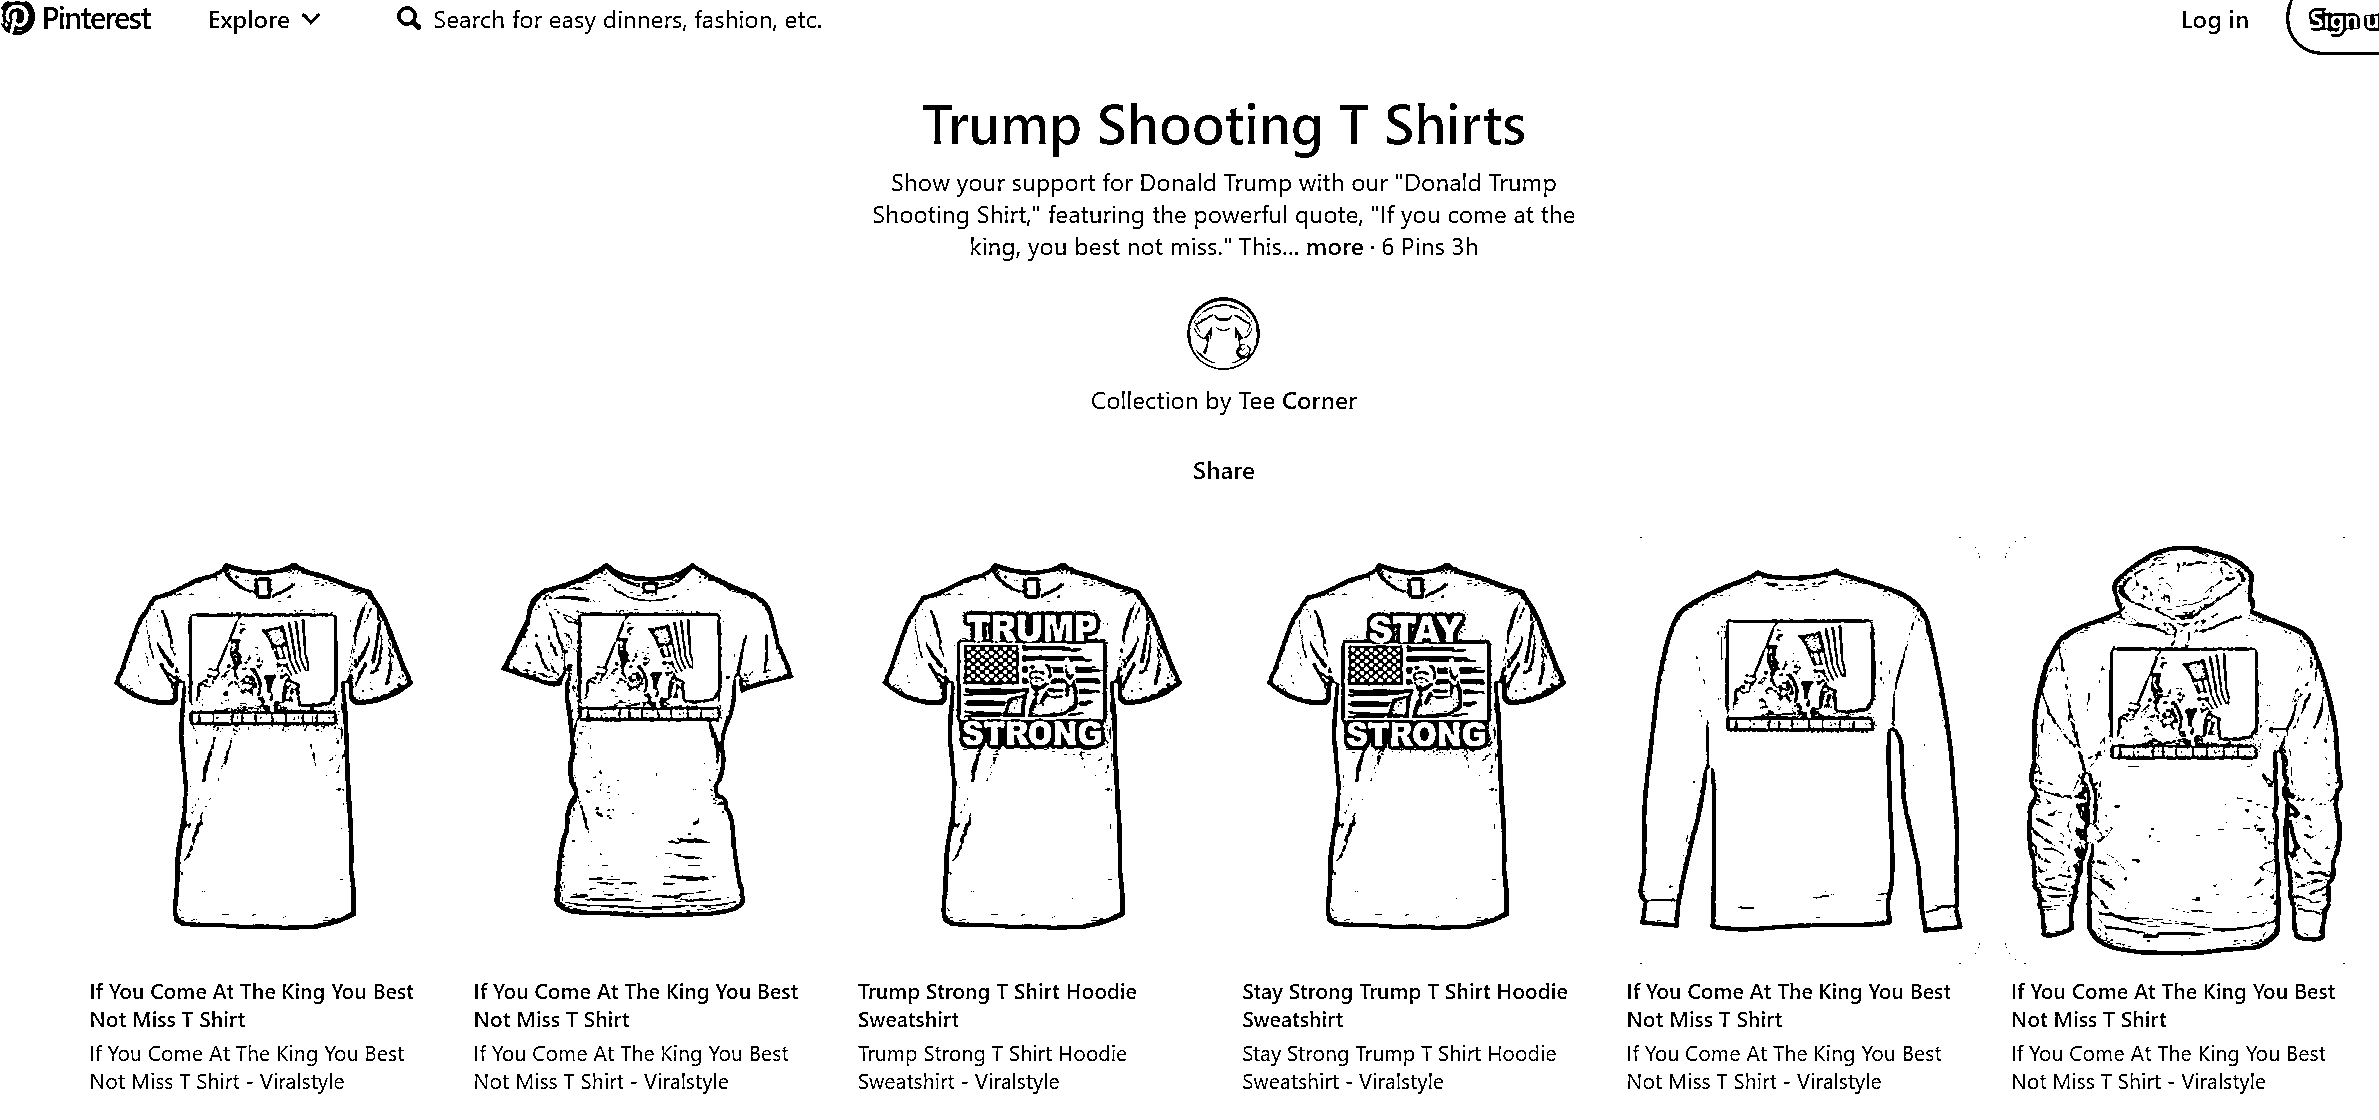 Pinterest Explore Search for easy dinners, fashion, etc. Log in Sign u
Trump Shooting T Shirts
Show your support for Donald Trump with our "Donald Trump
Shooting Shirt," featuring the powerful quote, "If you come at the
king, you best not miss." This... more · 6 Pins 3h
Collection by Tee Corner
Share
TRUMP
STRONG
STAY
STRONG
If You Come At The King You Best
Not Miss T Shirt
If You Come At The King You Best
Not Miss T Shirt - Viralstyle
If You Come At The King You Best
Not Miss T Shirt
If You Come At The King You Best
Not Miss T Shirt - Viralstyle
Trump Strong T Shirt Hoodie
Sweatshirt
Trump Strong T Shirt Hoodie
Sweatshirt - Viralstyle
Stay Strong Trump T Shirt Hoodie
Sweatshirt
Stay Strong Trump T Shirt Hoodie
Sweatshirt - Viralstyle
If You Come At The King You Best
Not Miss T Shirt
If You Come At The King You Best
Not Miss T Shirt - Viralstyle
If You Come At The King You Best
Not Miss T Shirt
If You Come At The King You Best
Not Miss T Shirt - Viralstyle